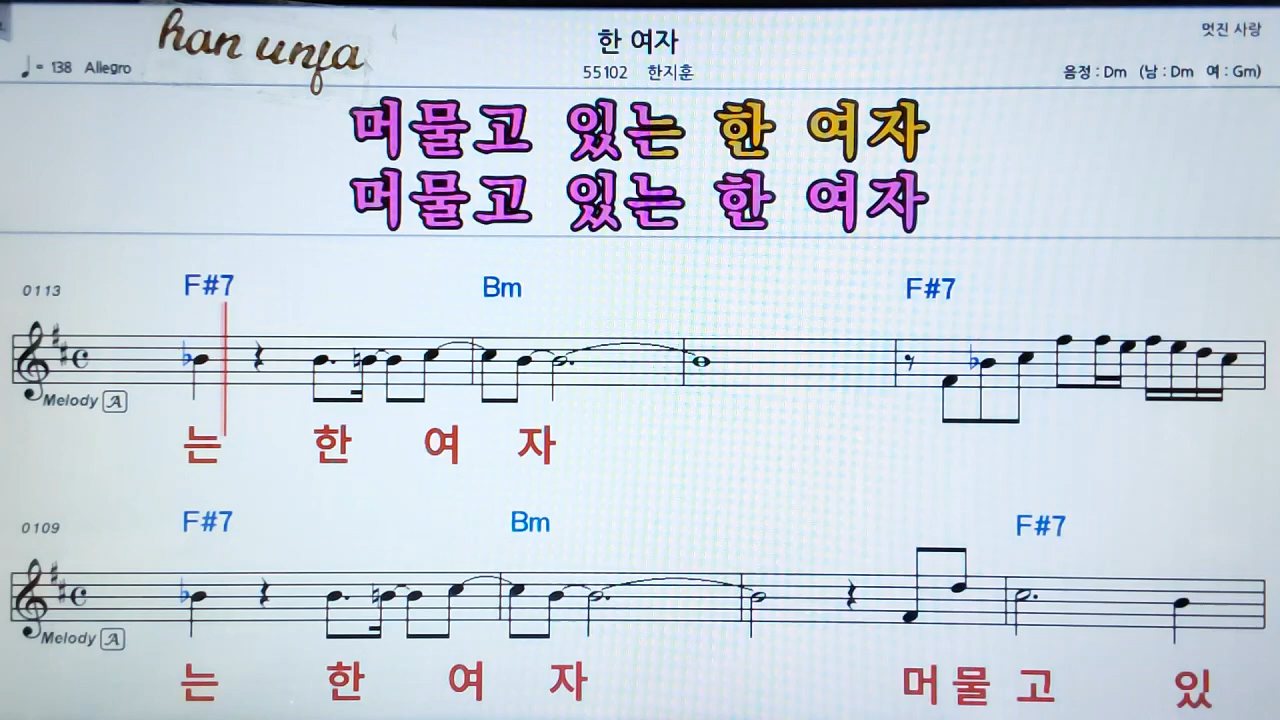 han unja
한 여자
멋진 사랑
♩= 138 Allegro
55102 한지훈
음정 : Dm (남 : Dm 여 : Gm)
머물고 있는 한 여자
머물고 있는 한 여자
0113 F#7 Bm F#7
Melody A
는 한 여 자
0109 F#7 Bm F#7
Melody A
는 한 여 자 머 물 고 있